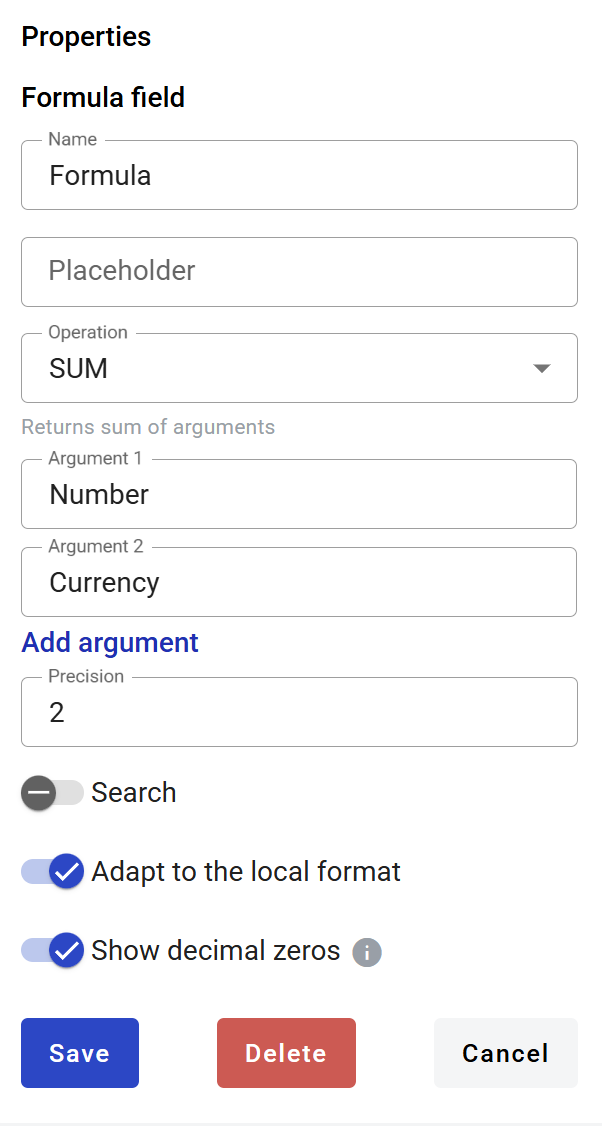 Properties
Formula field
Name
Formula
Placeholder
Operation
SUM
Returns sum of arguments
Argument 1
Number
Argument 2
Currency
Add argument
Precision
2
Search
Adapt to the local format
Show decimal zeros i
Save Delete Cancel